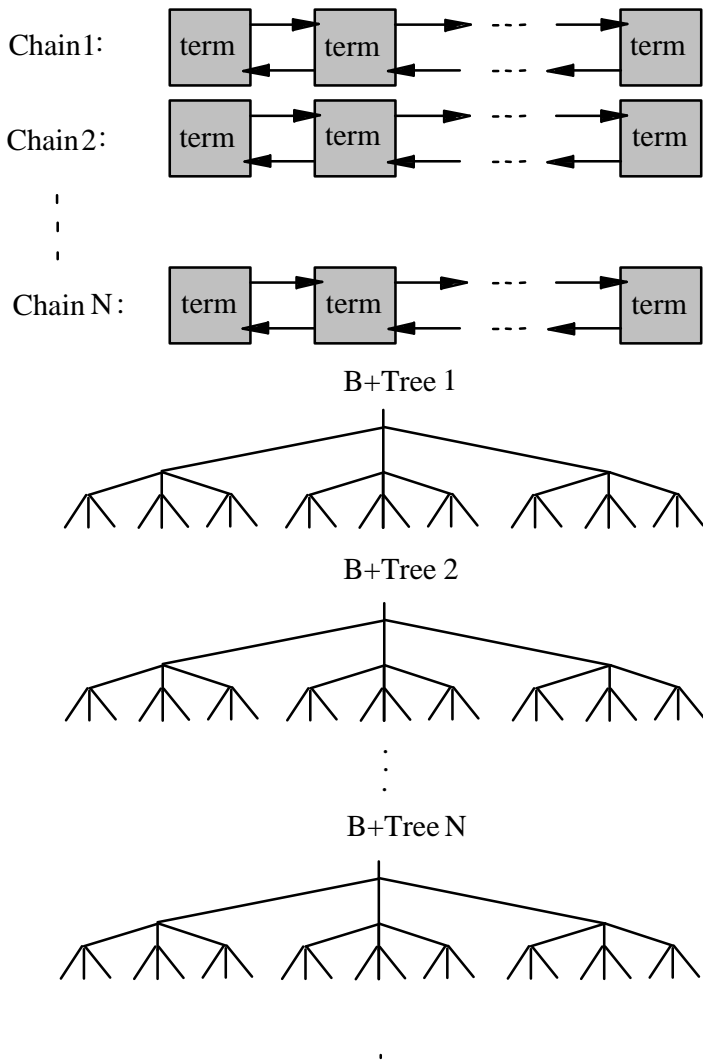 Chain1: term term term
Chain2: term term term
Chain N: term term term
B+Tree 1
B+Tree 2
B+Tree N